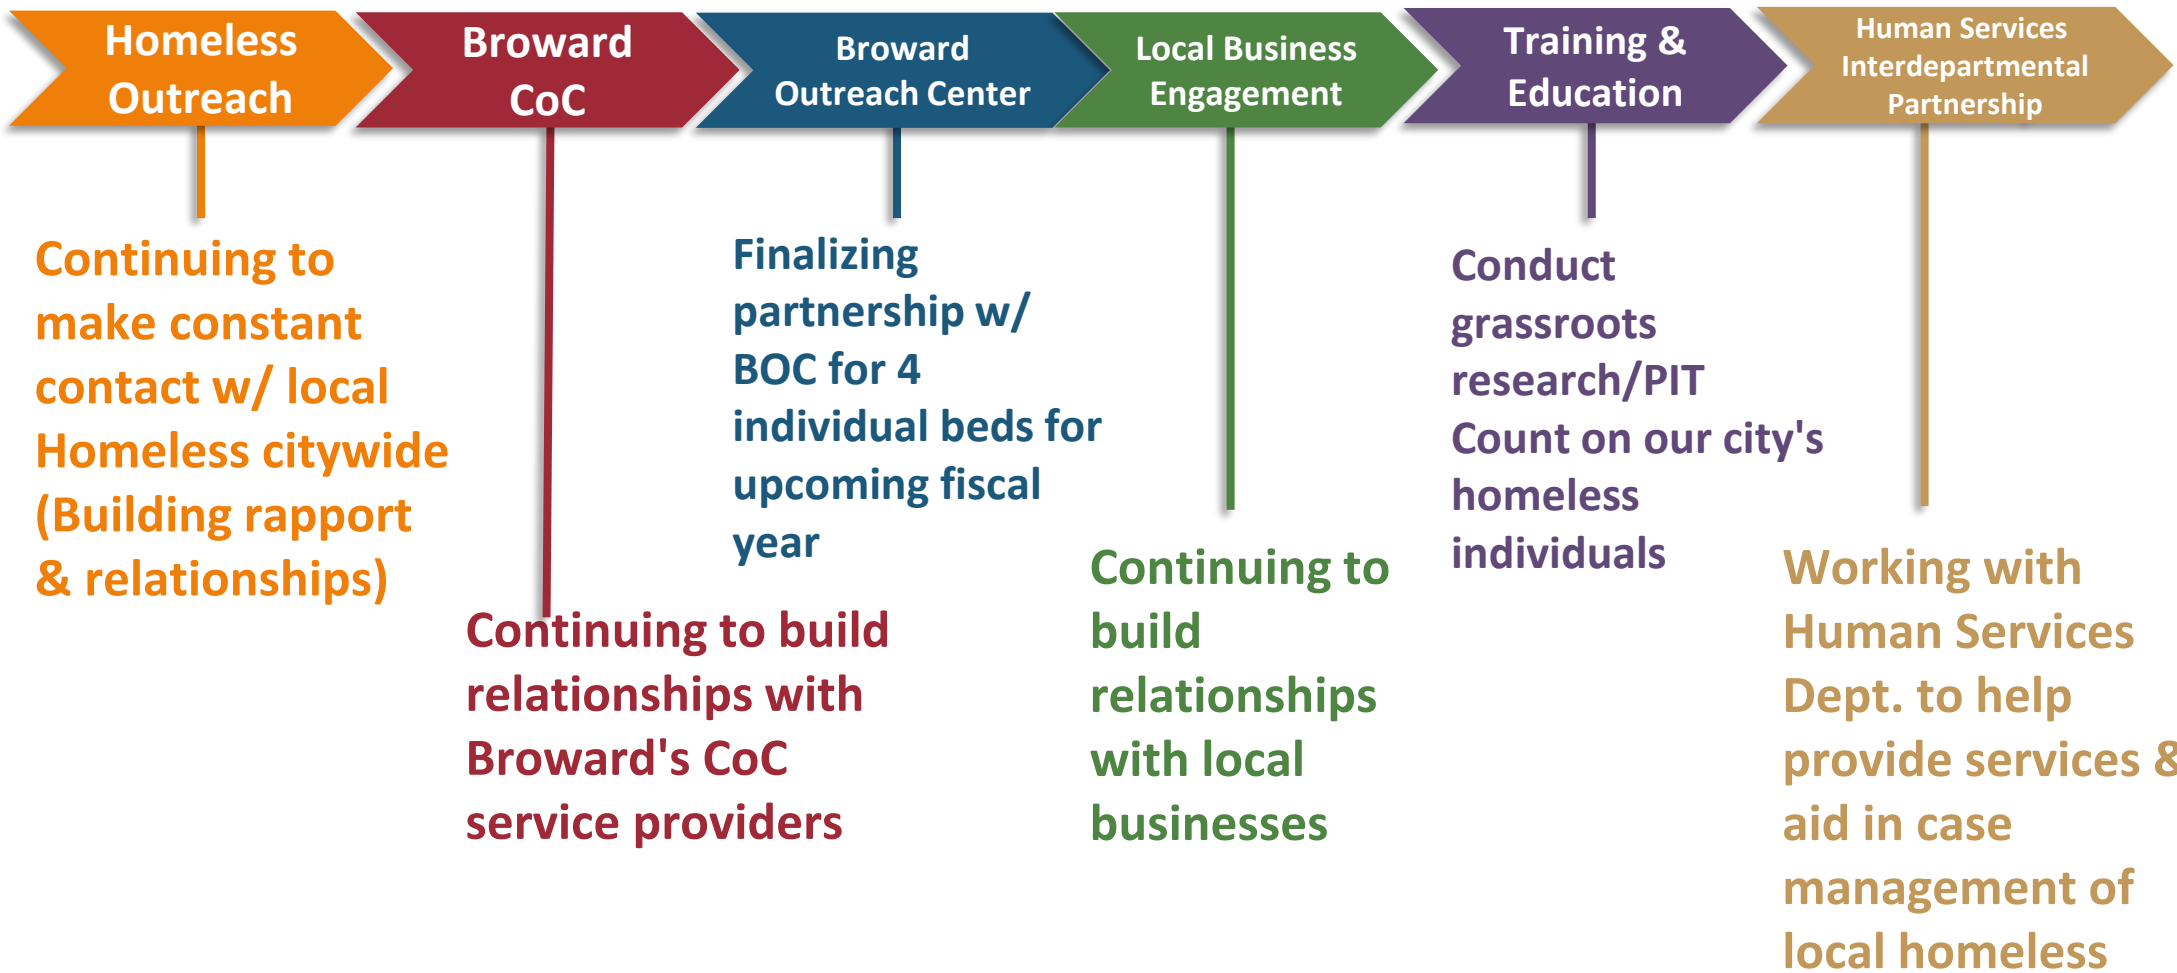 Homeless
Outreach
Broward
CoC
Broward
Outreach Center
Local Business
Engagement
Training &
Education
Human Services
Interdepartmental
Partnership
Continuing to
make constant
contact w/ local
Homeless citywide
(Building rapport
& relationships)
Continuing to build
relationships with
Broward's CoC
service providers
Finalizing
partnership w/
BOC for 4
individual beds for
upcoming fiscal
year
Continuing to
build
relationships
with local
businesses
Conduct
grassroots
research/PIT
Count on our city's
homeless
individuals
Working with
Human Services
Dept. to help
provide services &
aid in case
management of
local homeless